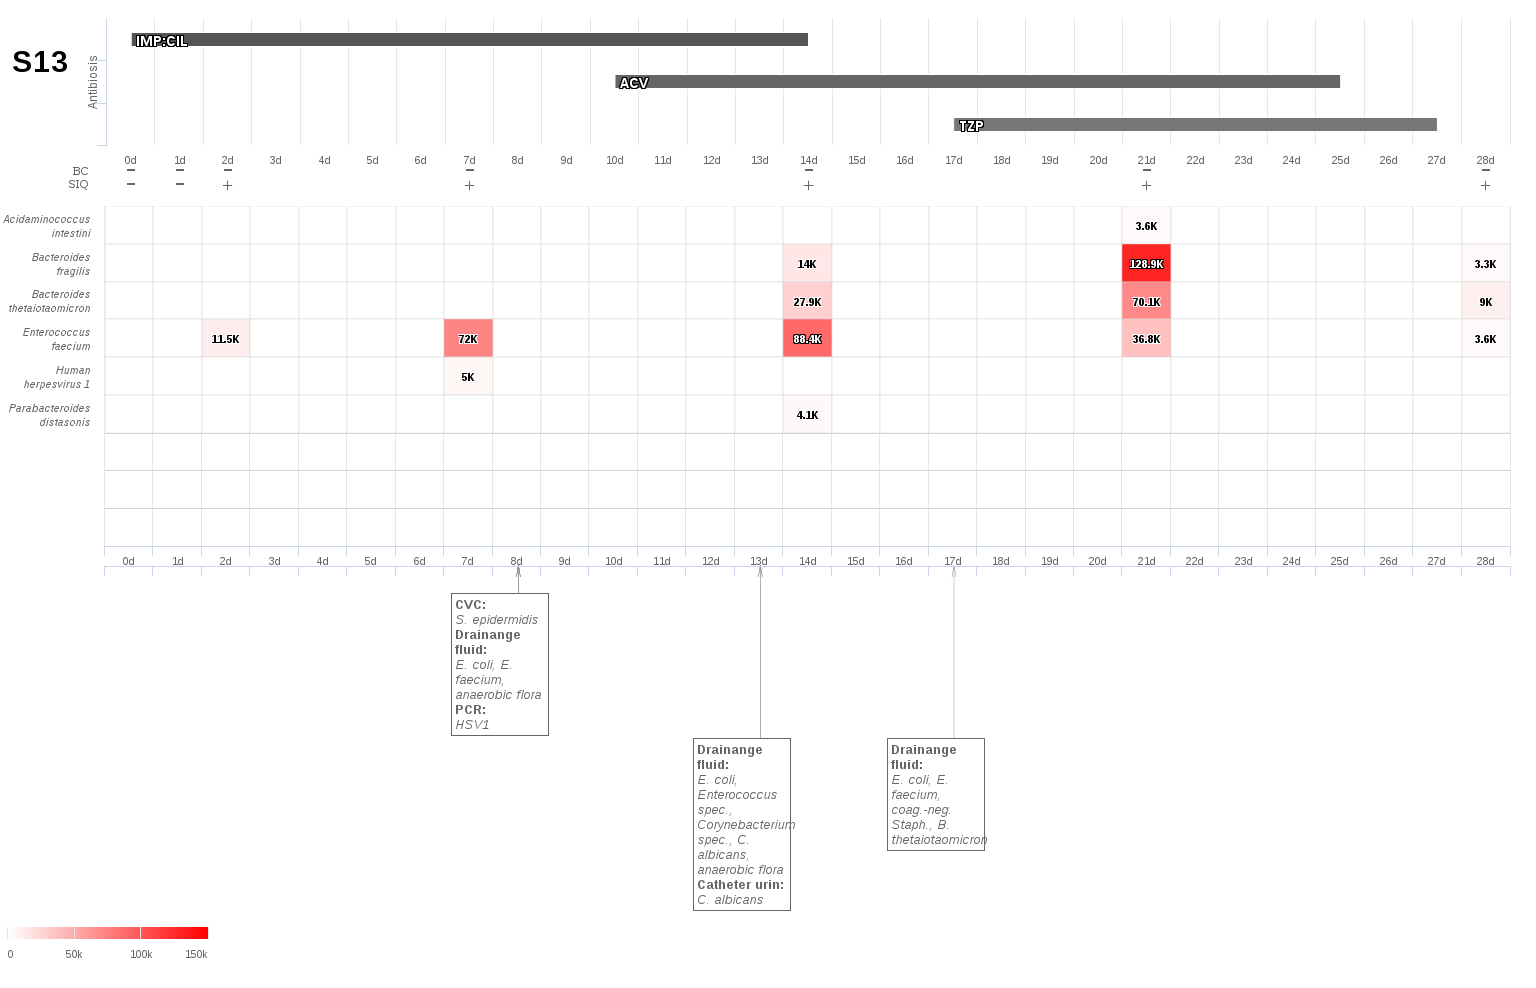 IMP:CIL
S13
Antibiosis
ACV
TZP
0d 1d 2d 3d 4d 5d 6d 7d 8d 9d 10d 11d 12d 13d 14d 15d 16d 17d 18d 19d 20d 21d 22d 23d 24d 25d 26d 27d 28d
BC - - - - - - -
SIQ - - + + + + +
Acidaminococcus
intestini
3.6K
Bacteroides
fragilis
14K 128.9K 3.3K
Bacteroides
thetaiotaomicron
27.9K 70.1K 9K
Enterococcus
faecium
11.5K 72K 88.4K 36.8K 3.6K
Human
herpesvirus 1
5K
Parabacteroides
distasonis
4.1K
0d 1d 2d 3d 4d 5d 6d 7d 8d 9d 10d 11d 12d 13d 14d 15d 16d 17d 18d 19d 20d 21d 22d 23d 24d 25d 26d 27d 28d
CVC:
S. epidermidis
Drainange
fluid:
E. coli, E.
faecium,
anaerobic flora
PCR:
HSV1
Drainange
fluid:
E. coli,
Enterococcus
spec.,
Corynebacterium
spec., C.
albicans,
anaerobic flora
Catheter urin:
C. albicans
Drainange
fluid:
E. coli, E.
faecium,
coag.-neg.
Staph., B.
thetaiotaomicron
0 50k 100k 150k